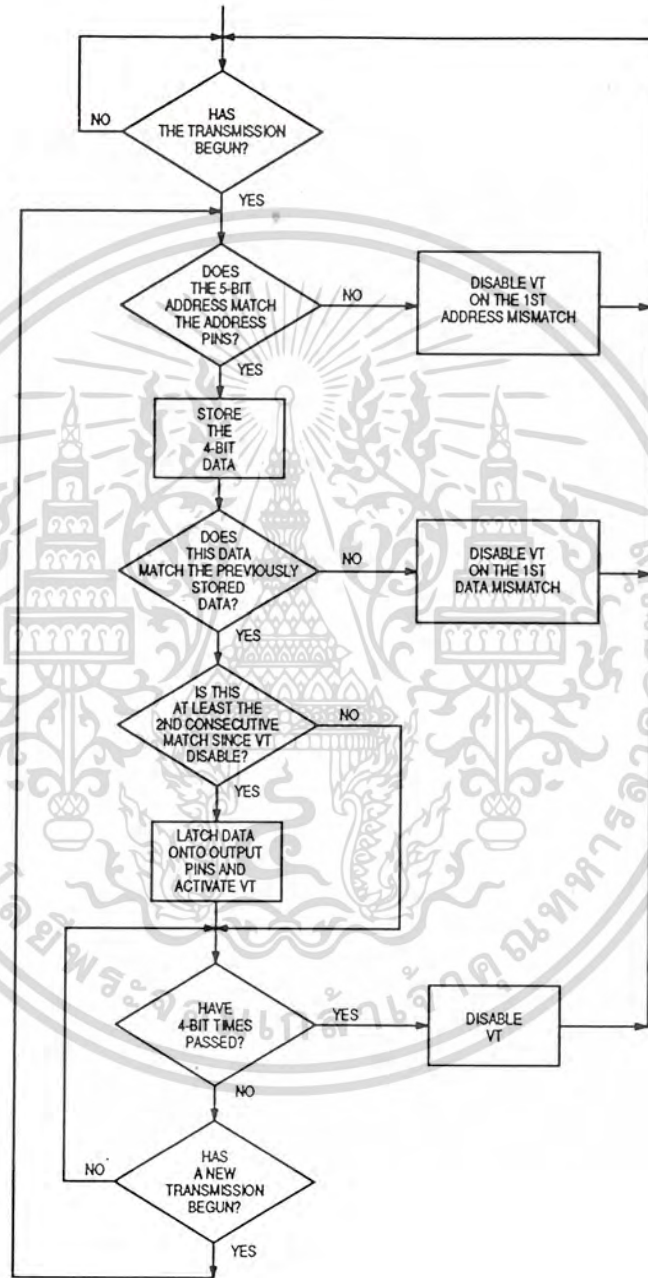 HAS
THE TRANSMISSION
BEGUN?
NO
YES
DOES
THE 5-BIT
ADDRESS MATCH
THE ADDRESS
PINS?
NO
DISABLE VT
ON THE 1ST
ADDRESS MISMATCH
YES
STORE
THE
4-BIT
DATA
DOES
THIS DATA
MATCH THE PREVIOUSLY
STORED
DATA?
NO
DISABLE VT
ON THE 1ST
DATA MISMATCH
YES
IS THIS
AT LEAST THE
2ND CONSECUTIVE
MATCH SINCE VT
DISABLE?
NO
YES
LATCH DATA
ONTO OUTPUT
PINS AND
ACTIVATE VT
HAVE
4-BIT TIMES
PASSED?
YES
DISABLE
VT
NO
HAS
A NEW
TRANSMISSION
BEGUN?
NO
YES